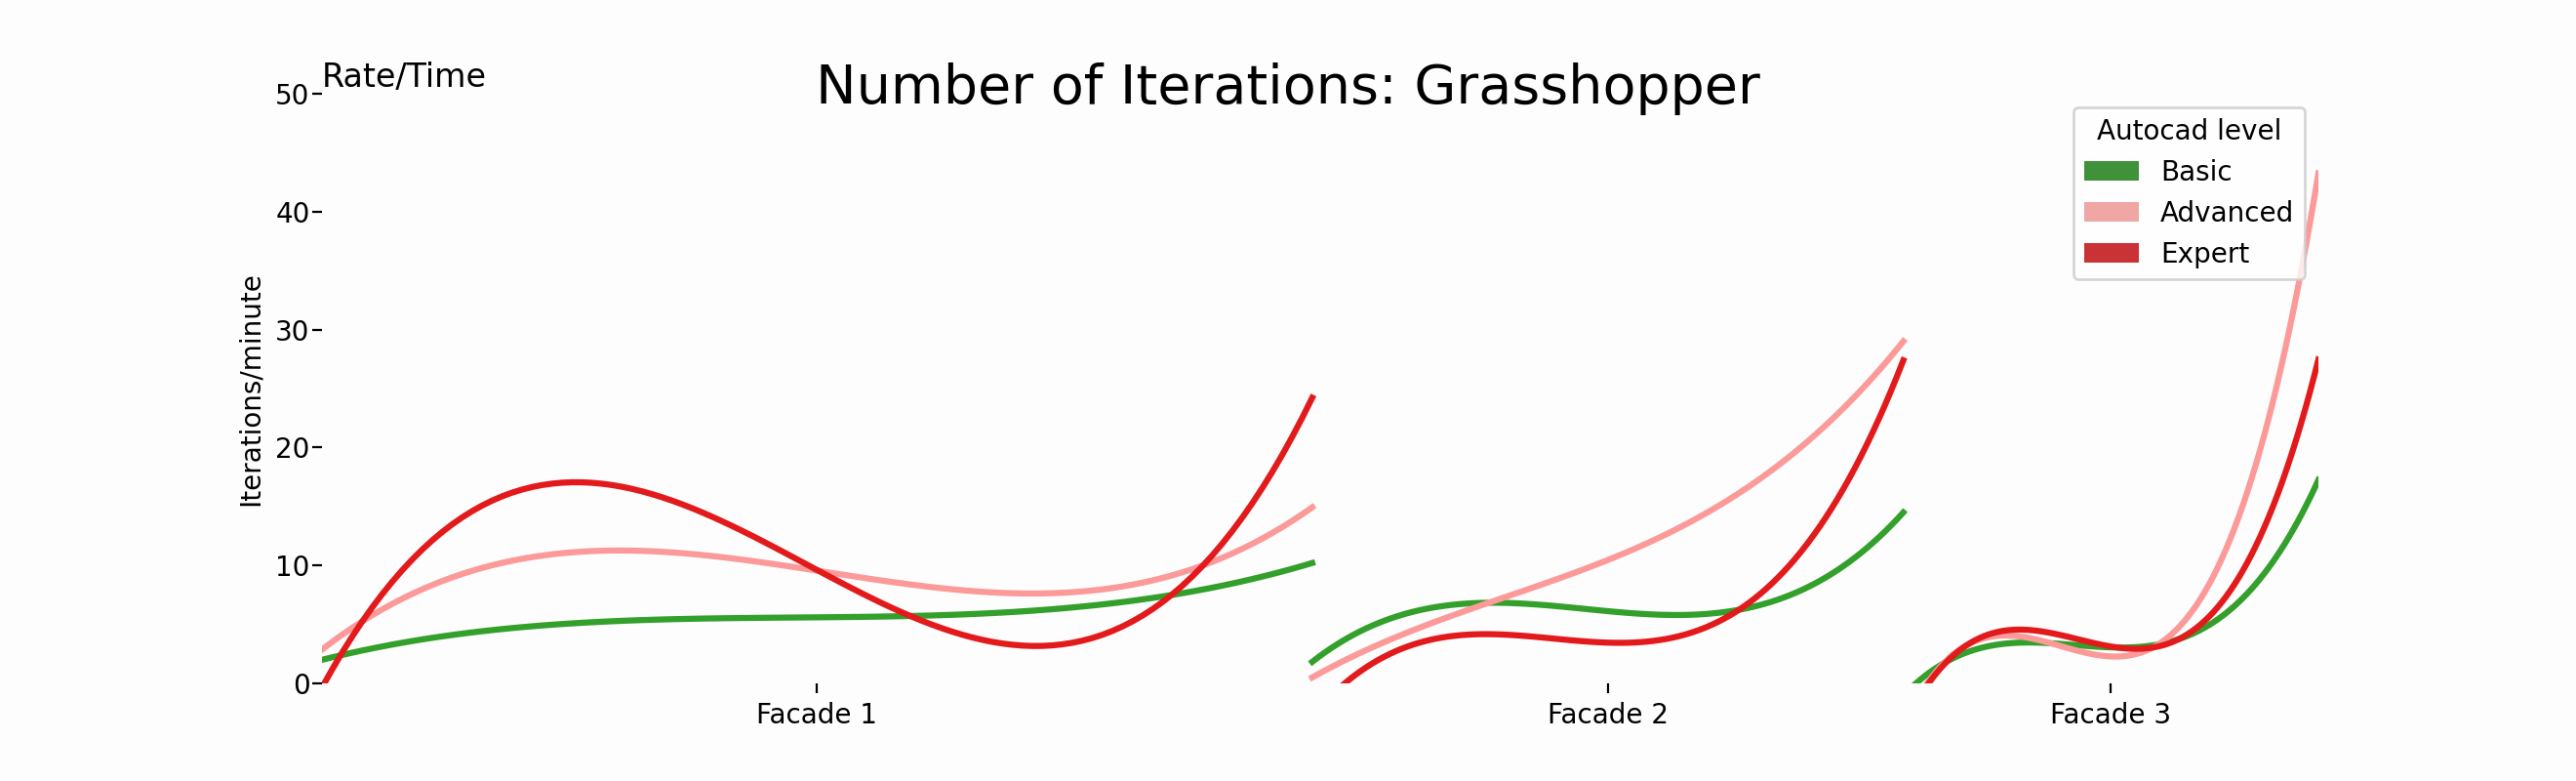 Rate/Time
Number of Iterations: Grasshopper
50
40
30
20
10
0
Iterations/minute
Autocad level
Basic
Advanced
Expert
Facade 1
Facade 2
Facade 3